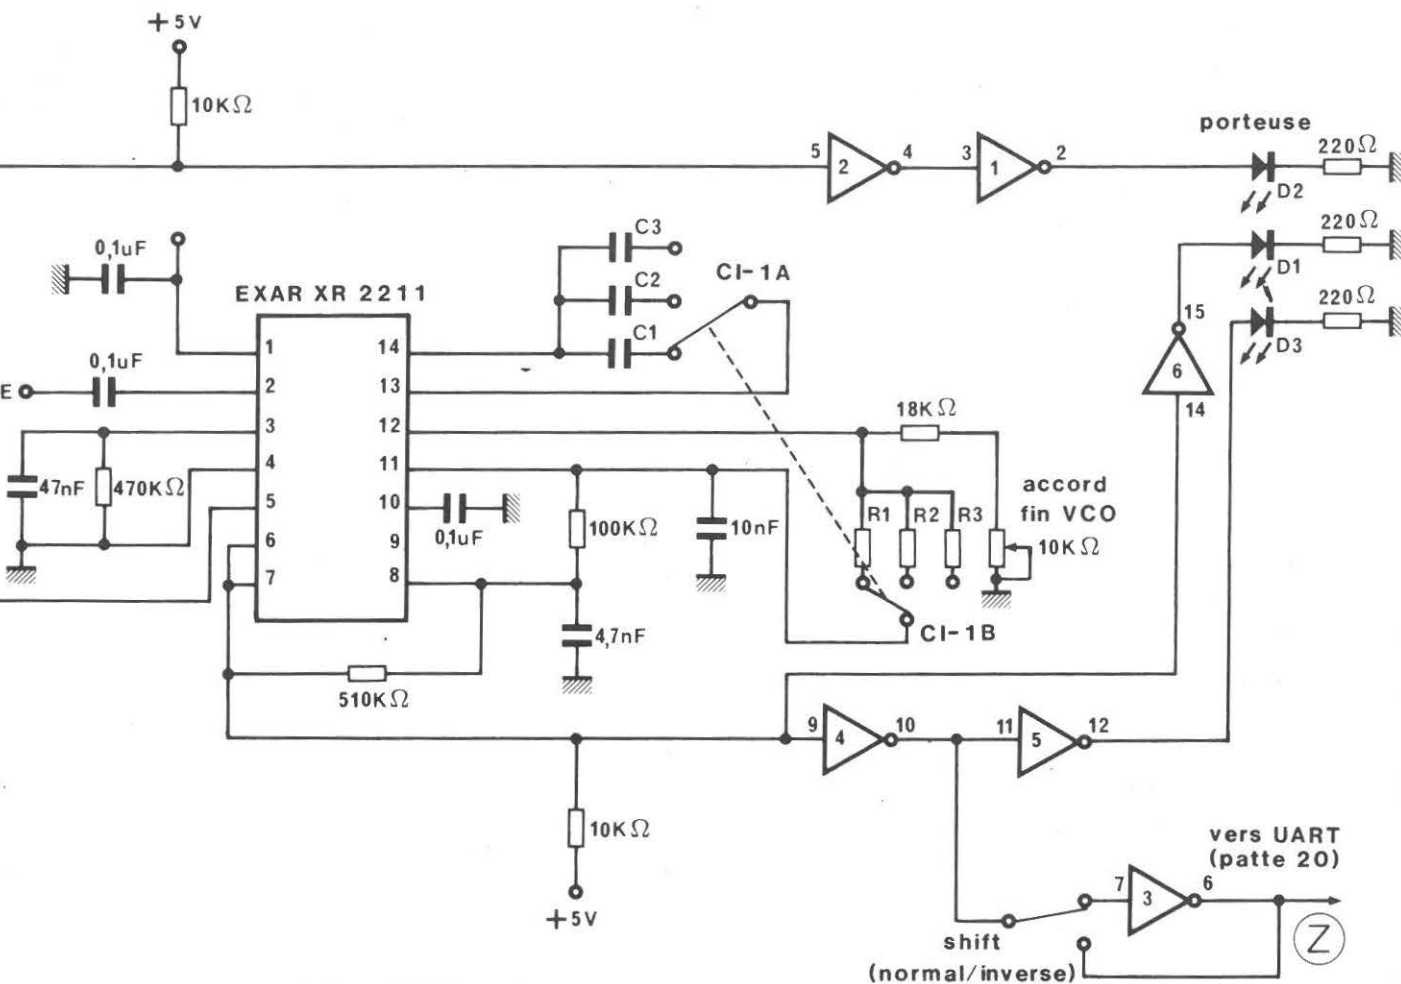 +5V
10KΩ
porteuse
5 2 4 3 1 2
220Ω
D2
0,1uF
C3
220Ω
EXAR XR 2211
C2
CI-1A
D1
15
220Ω
0,1uF
C1
D3
1 14
6
E
2 13
14
3 12
18KΩ
4 11
47nF 470KΩ
5 10
0,1uF
100KΩ 10nF
R1 R2 R3
accord
fin VCO
10KΩ
6 9
7 8
4,7nF
CI-1B
510KΩ
9 4 10 11 5 12
10KΩ
+5V
vers UART
(patte 20)
7 3 6
shift
(normal/inverse)
Z